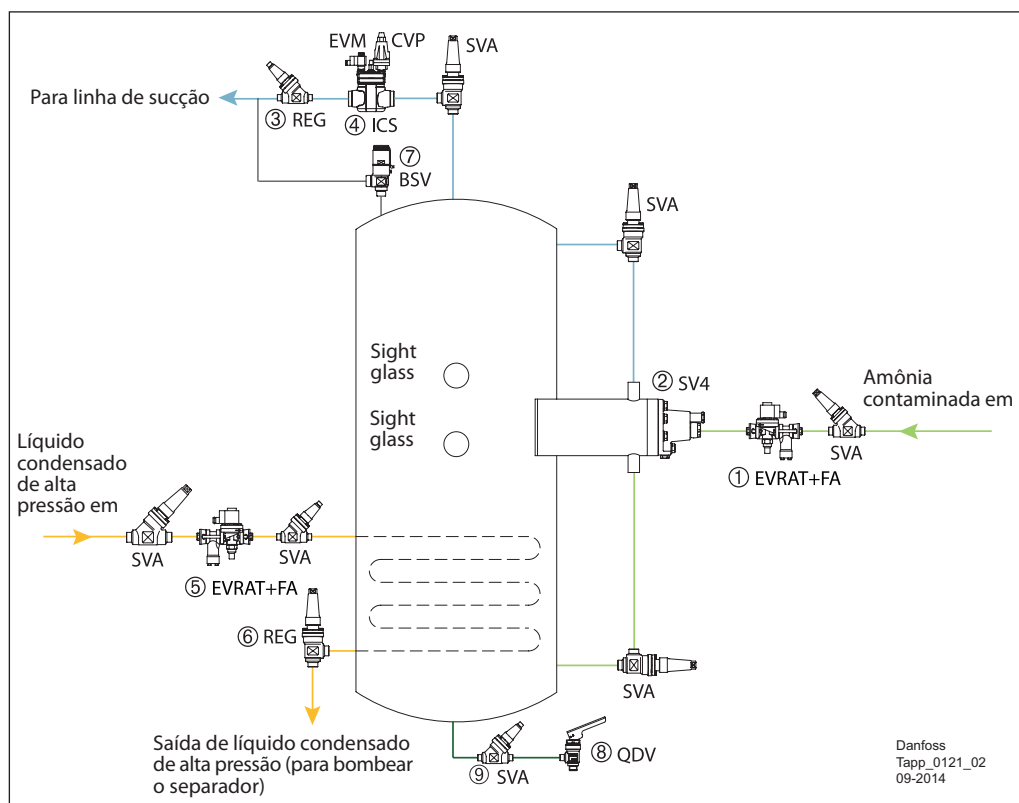 EVM CVP
SVA
Para linha de sucção
③ REG
④ ICS
⑦
BSV
SVA
Sight
glass
② SV4
Amônia
contaminada em
Sight
glass
Líquido
condensado
de alta
pressão em
SVA
① EVRAT+FA
SVA
SVA
⑤ EVRAT+FA
⑥ REG
SVA
Saída de líquido condensado
de alta pressão (para bombear
o separador)
⑨ SVA
⑧ QDV
Danfoss
Tapp_0121_02
09-2014